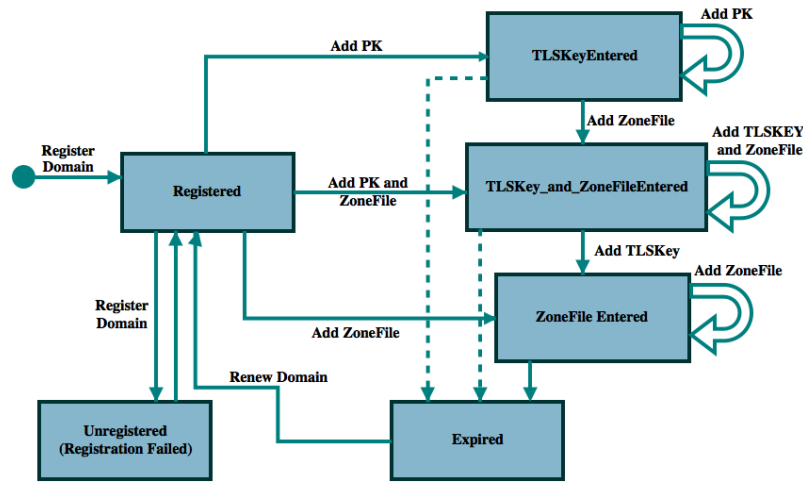 Add PK
Add PK
TLSKeyEntered
Add ZoneFile
Add TLSKEY
and ZoneFile
Register
Domain
Registered
Add PK and
ZoneFile
TLSKey_and_ZoneFileEntered
Add TLSKey
Add ZoneFile
Register
Domain
ZoneFile Entered
Add ZoneFile
Renew Domain
Unregistered
(Registration Failed)
Expired